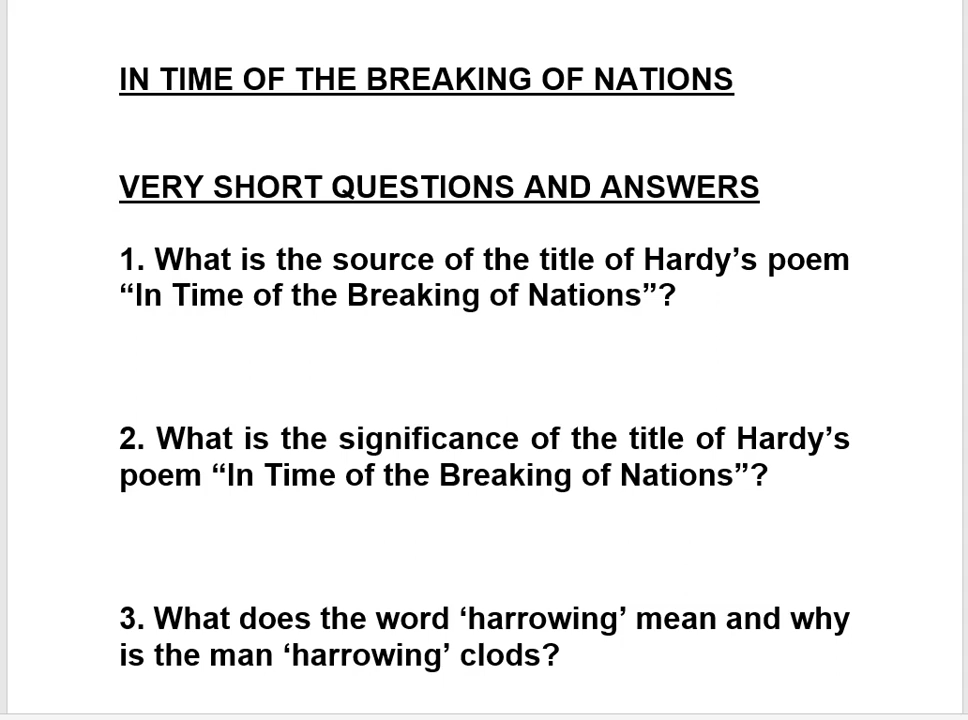 IN TIME OF THE BREAKING OF NATIONS
VERY SHORT QUESTIONS AND ANSWERS
1. What is the source of the title of Hardy’s poem
“In Time of the Breaking of Nations”?
2. What is the significance of the title of Hardy’s
poem “In Time of the Breaking of Nations”?
3. What does the word ‘harrowing’ mean and why
is the man ‘harrowing’ clods?